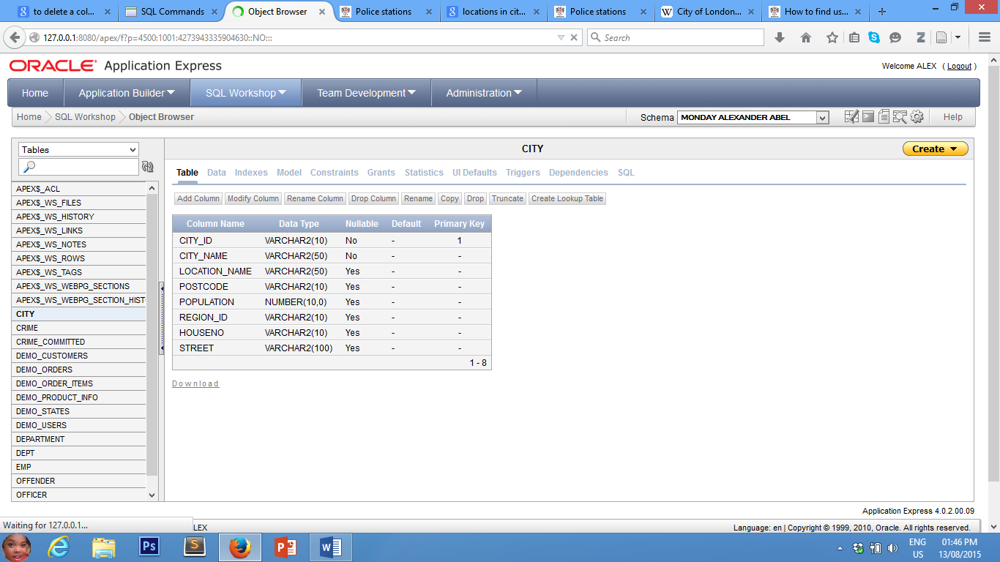 to delete a col... SQL Commands Object Browser Police stations locations in cit... Police stations City of London... How to find us...
127.0.0.1:8080/apex/f?p=4500:1001:4273943335904630::NO::: Search
ORACLE Application Express Welcome ALEX ( Logout )
Home Application Builder SQL Workshop Team Development Administration
Home SQL Workshop Object Browser Schema MONDAY ALEXANDER ABEL Help
Tables
CITY
Create
Table Data Indexes Model Constraints Grants Statistics UI Defaults Triggers Dependencies SQL
Add Column Modify Column Rename Column Drop Column Rename Copy Drop Truncate Create Lookup Table
APEX$_ACL
APEX$_WS_FILES
APEX$_WS_HISTORY
APEX$_WS_LINKS
APEX$_WS_NOTES
APEX$_WS_ROWS
APEX$_WS_TAGS
APEX$_WS_WEBPG_SECTIONS
APEX$_WS_WEBPG_SECTION_HIST
CITY
CRIME
CRIME_COMMITTED
DEMO_CUSTOMERS
DEMO_ORDERS
DEMO_ORDER_ITEMS
DEMO_PRODUCT_INFO
DEMO_STATES
DEMO_USERS
DEPARTMENT
DEPT
EMP
OFFENDER
OFFICER
Column Name Data Type Nullable Default Primary Key
CITY_ID VARCHAR2(10) No - 1
CITY_NAME VARCHAR2(50) No - -
LOCATION_NAME VARCHAR2(50) Yes - -
POSTCODE VARCHAR2(10) Yes - -
POPULATION NUMBER(10,0) Yes - -
REGION_ID VARCHAR2(10) Yes - -
HOUSENO VARCHAR2(10) Yes - -
STREET VARCHAR2(100) Yes - -
1 - 8
Download
Application Express 4.0.2.00.09
Waiting for 127.0.0.1... LEX Language: en | Copyright © 1999, 2010, Oracle. All rights reserved.
ENG 01:46 PM
US 13/08/2015